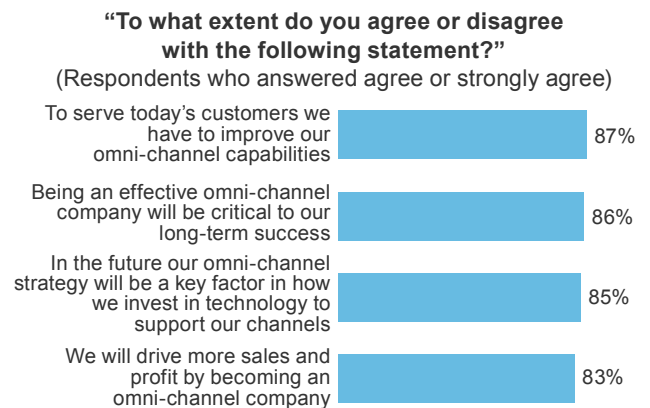 “To what extent do you agree or disagree
with the following statement?”
(Respondents who answered agree or strongly agree)
To serve today’s customers we
have to improve our
omni-channel capabilities
87%
Being an effective omni-channel
company will be critical to our
long-term success
86%
In the future our omni-channel
strategy will be a key factor in how
we invest in technology to
support our channels
85%
We will drive more sales and
profit by becoming an
omni-channel company
83%